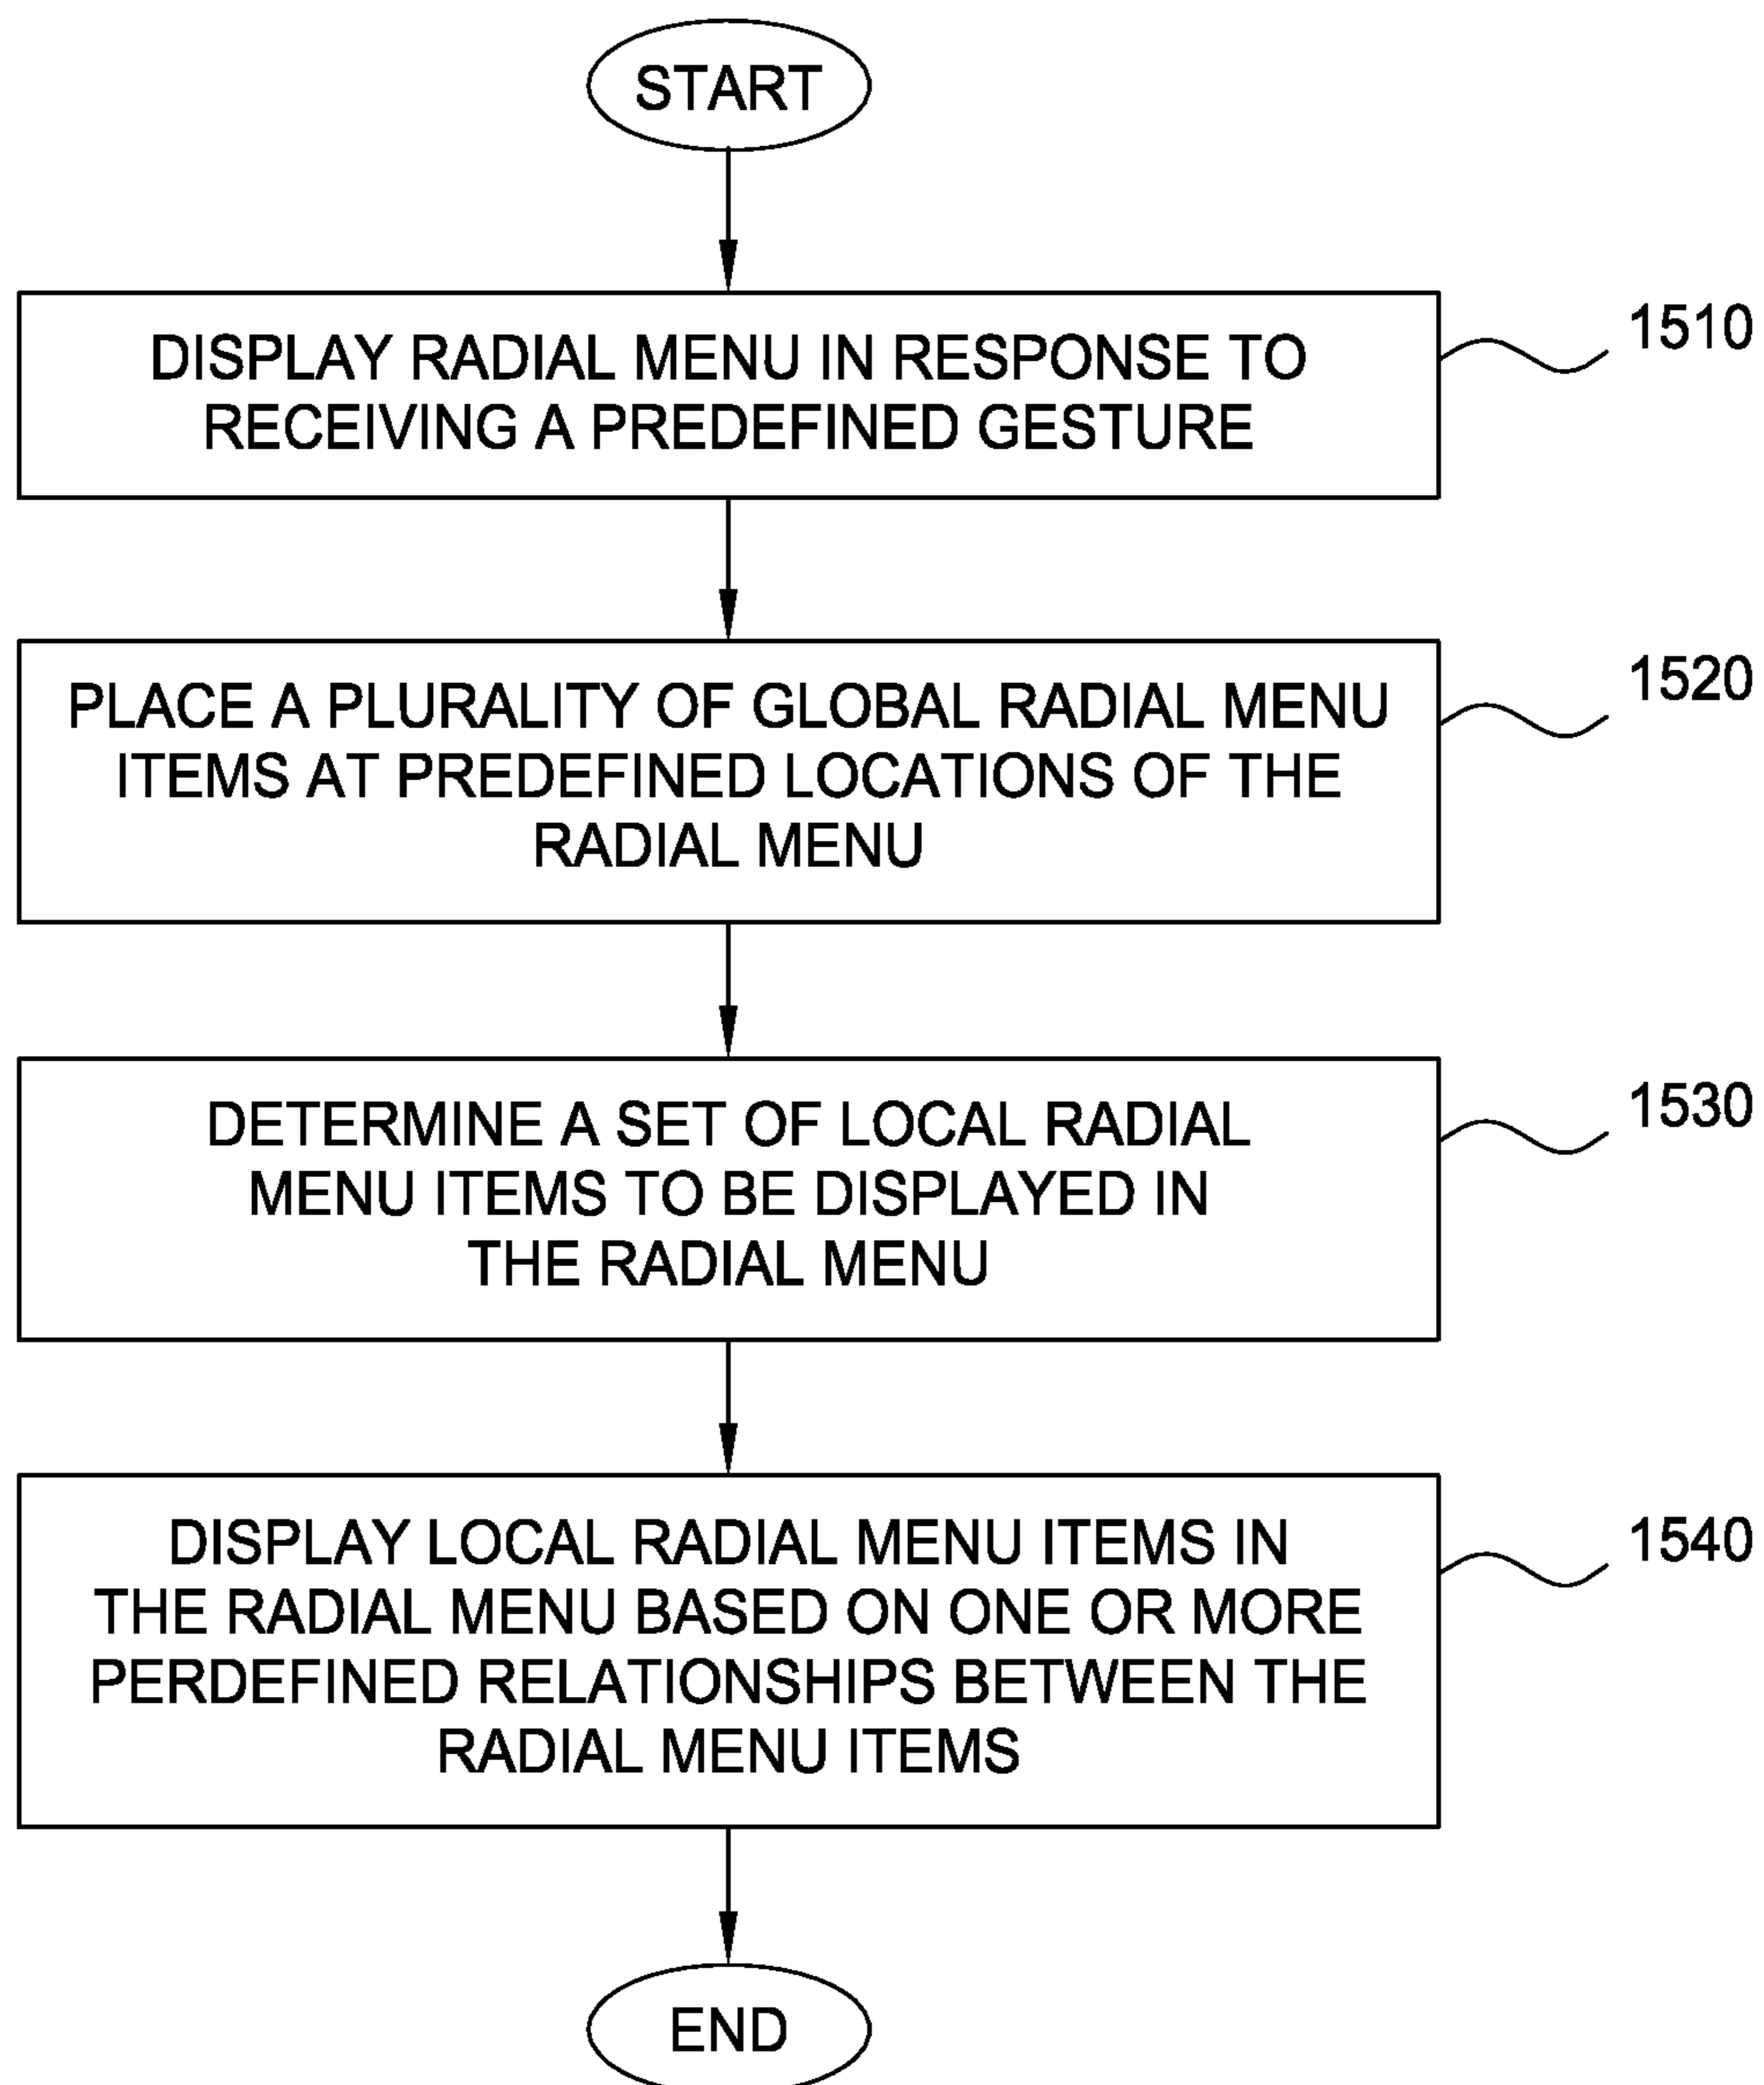 START
DISPLAY RADIAL MENU IN RESPONSE TO
RECEIVING A PREDEFINED GESTURE
1510
PLACE A PLURALITY OF GLOBAL RADIAL MENU
ITEMS AT PREDEFINED LOCATIONS OF THE
RADIAL MENU
1520
DETERMINE A SET OF LOCAL RADIAL
MENU ITEMS TO BE DISPLAYED IN
THE RADIAL MENU
1530
DISPLAY LOCAL RADIAL MENU ITEMS IN
THE RADIAL MENU BASED ON ONE OR MORE
PERDEFINED RELATIONSHIPS BETWEEN THE
RADIAL MENU ITEMS
1540
END